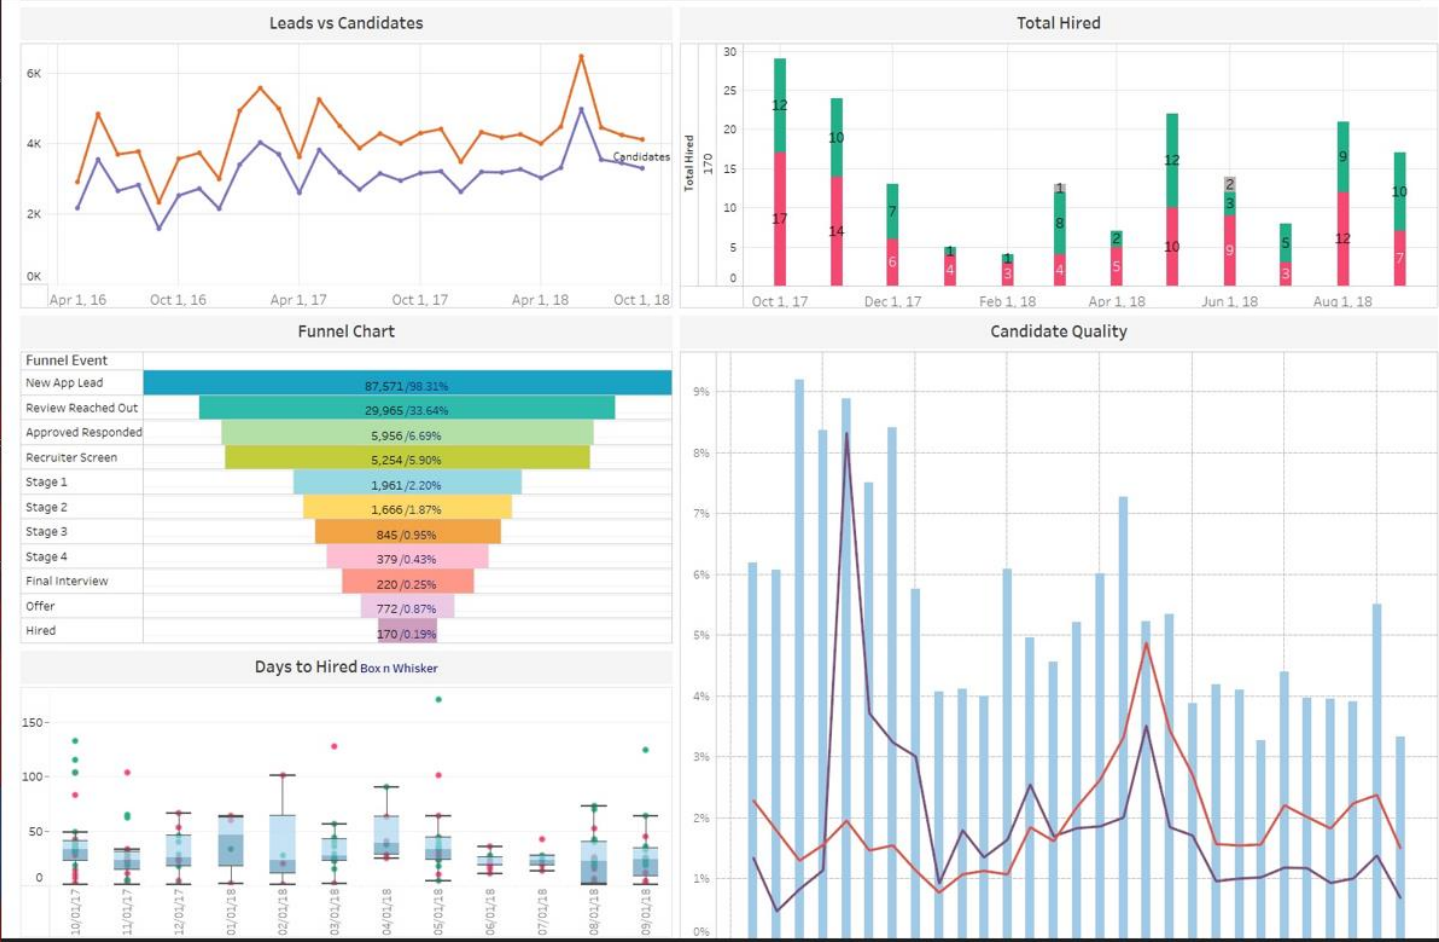 Leads vs Candidates
6K
4K
2K
0K
Candidates
Apr 1, 16 Oct 1, 16 Apr 1, 17 Oct 1, 17 Apr 1, 18 Oct 1, 18
Total Hired
Total Hired
170
30
25
20
15
10
5
0
12
17
10
14
7
6
1
4
1
3
1
8
4
2
5
12
10
2
3
9
5
3
9
12
10
7
Oct 1, 17 Dec 1, 17 Feb 1, 18 Apr 1, 18 Jun 1, 18 Aug 1, 18
Funnel Chart
Funnel Event
New App Lead 87,571 /98.31%
Review Reached Out 29,965 /33.64%
Approved Responded 5,956 /6.69%
Recruiter Screen 5,254 /5.90%
Stage 1 1,961 /2.20%
Stage 2 1,666 /1.87%
Stage 3 845 /0.95%
Stage 4 379 /0.43%
Final Interview 220 /0.25%
Offer 772 /0.87%
Hired 170 /0.19%
Days to Hired Box n Whisker
150
100
50
0
10/01/17
11/01/17
12/01/17
01/01/18
02/01/18
03/01/18
04/01/18
05/01/18
06/01/18
07/01/18
08/01/18
09/01/18
Candidate Quality
9%
8%
7%
6%
5%
4%
3%
2%
1%
0%